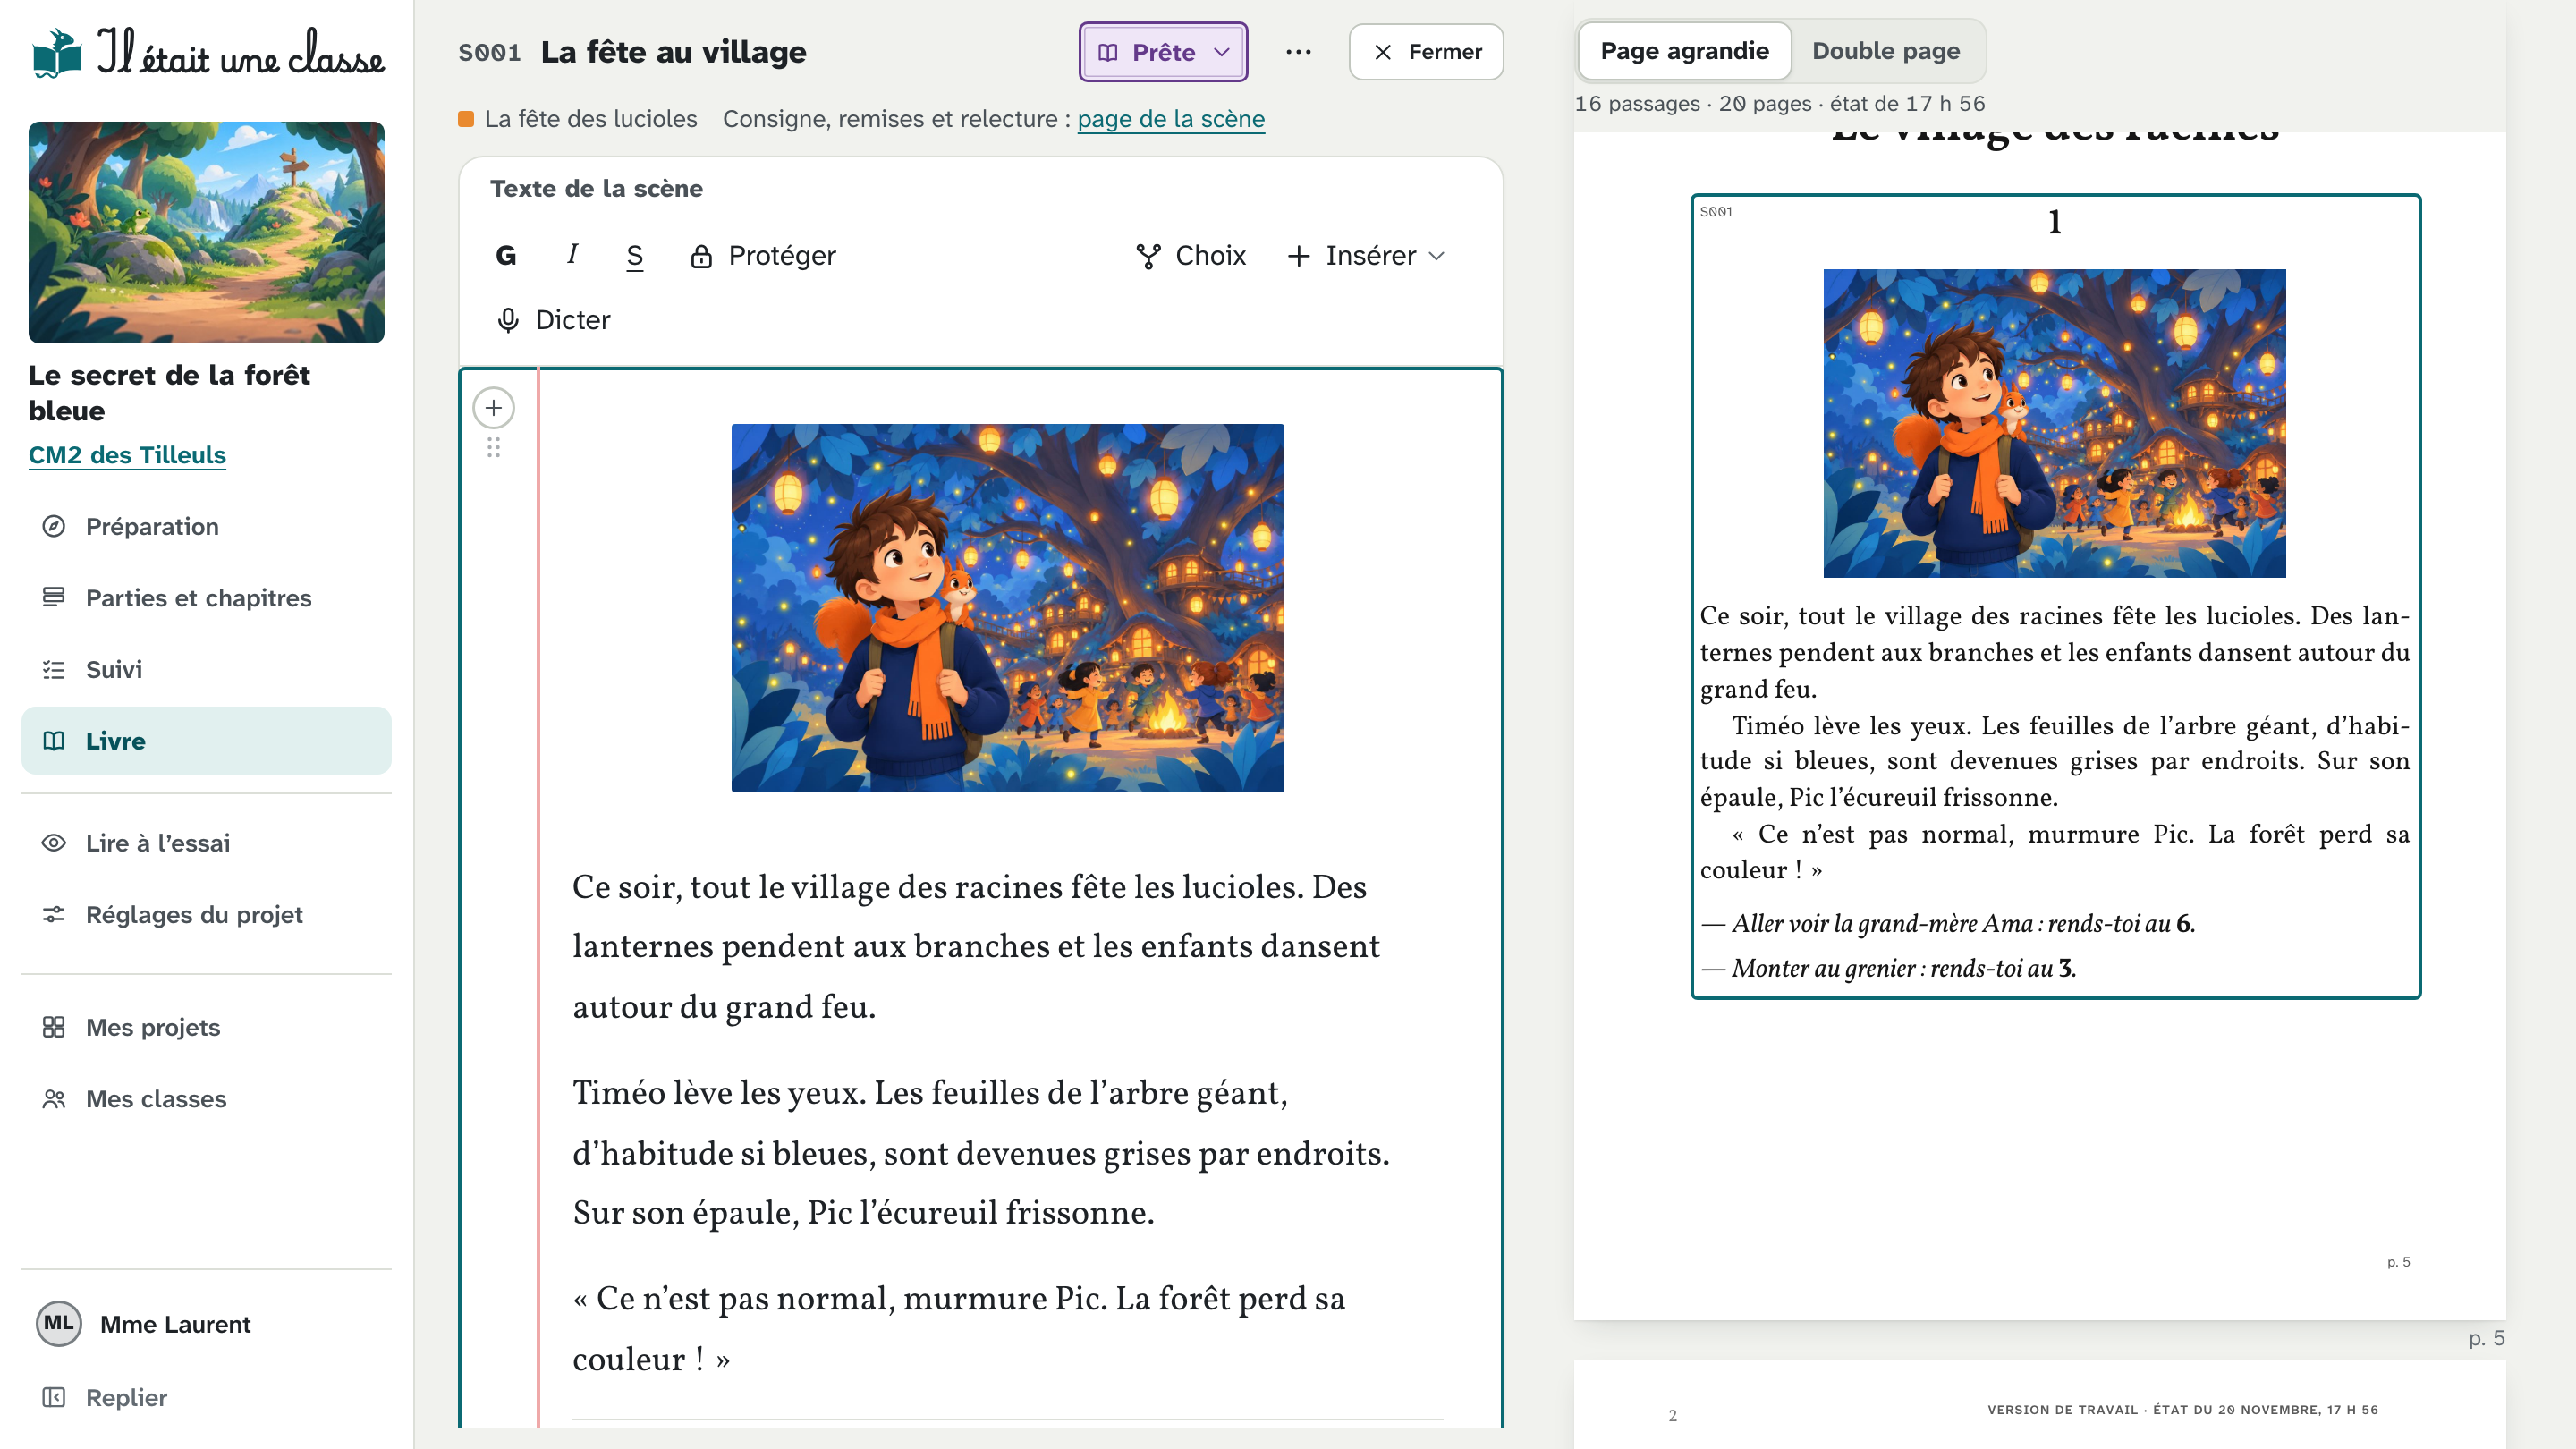 Il était une classe
Le secret de la forêt
bleue
CM2 des Tilleuls
Préparation
Parties et chapitres
Suivi
Livre
Lire à l’essai
Réglages du projet
Mes projets
Mes classes
ML Mme Laurent
Replier
S001 La fête au village
Prête
Fermer
La fête des lucioles Consigne, remises et relecture : page de la scène
Texte de la scène
G I S Protéger Choix Insérer
Dicter
Ce soir, tout le village des racines fête les lucioles. Des
lanternes pendent aux branches et les enfants dansent
autour du grand feu.
Timéo lève les yeux. Les feuilles de l’arbre géant,
d’habitude si bleues, sont devenues grises par endroits.
Sur son épaule, Pic l’écureuil frissonne.
« Ce n’est pas normal, murmure Pic. La forêt perd sa
couleur ! »
Page agrandie Double page
16 passages · 20 pages · état de 17 h 56
Le village des racines
S001
1
Ce soir, tout le village des racines fête les lucioles. Des lan-
ternes pendent aux branches et les enfants dansent autour du
grand feu.
Timéo lève les yeux. Les feuilles de l’arbre géant, d’habi-
tude si bleues, sont devenues grises par endroits. Sur son
épaule, Pic l’écureuil frissonne.
« Ce n’est pas normal, murmure Pic. La forêt perd sa
couleur ! »
— Aller voir la grand-mère Ama : rends-toi au 6.
— Monter au grenier : rends-toi au 3.
p. 5
p. 5
2
VERSION DE TRAVAIL · ÉTAT DU 20 NOVEMBRE, 17 H 56